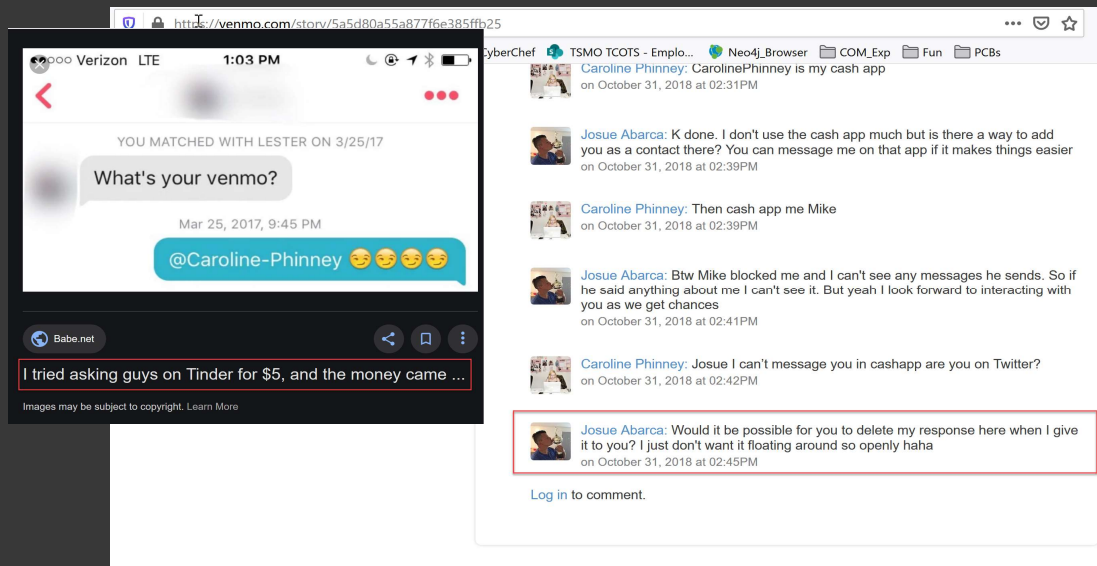 https://venmo.com/story/5a5d80a55a877f6e385ffb25
CyberChef
TSMO TCOTS - Emplo...
Neo4j_Browser
COM_Exp
Fun
PCBs
Verizon LTE
1:03 PM
YOU MATCHED WITH LESTER ON 3/25/17
What's your venmo?
Mar 25, 2017, 9:45 PM
@Caroline-Phinney 😏😏😏😏
Babe.net
I tried asking guys on Tinder for $5, and the money came ...
Images may be subject to copyright. Learn More
Caroline Phinney: CarolinePhinney is my cash app
on October 31, 2018 at 02:31PM
Josue Abarca: K done. I don't use the cash app much but is there a way to add
you as a contact there? You can message me on that app if it makes things easier
on October 31, 2018 at 02:39PM
Caroline Phinney: Then cash app me Mike
on October 31, 2018 at 02:39PM
Josue Abarca: Btw Mike blocked me and I can't see any messages he sends. So if
he said anything about me I can't see it. But yeah I look forward to interacting with
you as we get chances
on October 31, 2018 at 02:41PM
Caroline Phinney: Josue I can't message you in cashapp are you on Twitter?
on October 31, 2018 at 02:42PM
Josue Abarca: Would it be possible for you to delete my response here when I give
it to you? I just don't want it floating around so openly haha
on October 31, 2018 at 02:45PM
Log in to comment.